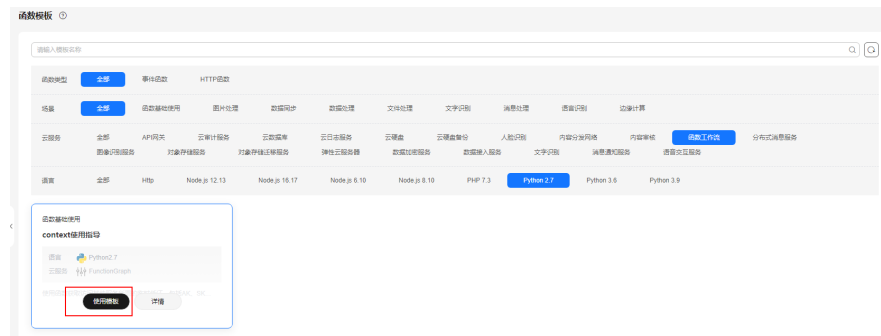 函数模板
请输入模板名称
函数类型 全部 事件函数 HTTP函数
场景 全部 函数基础使用 图片处理 数据同步 数据处理 文件处理 文字识别 消息处理 语音识别 边缘计算
云服务 全部 API网关 云审计服务 云数据库 云日志服务 云硬盘 云硬盘备份 人脸识别 内容分发网络 内容审核 函数工作流 分布式消息服务
图像识别服务 对象存储服务 对象存储迁移服务 弹性云服务器 数据加密服务 数据接入服务 文字识别 消息通知服务 语音交互服务
语言 全部 Http Node.js 12.13 Node.js 16.17 Node.js 6.10 Node.js 8.10 PHP 7.3 Python 2.7 Python 3.6 Python 3.9
函数基础使用
context使用指导
语言 Python2.7
云服务 FunctionGraph
使用模板 详情